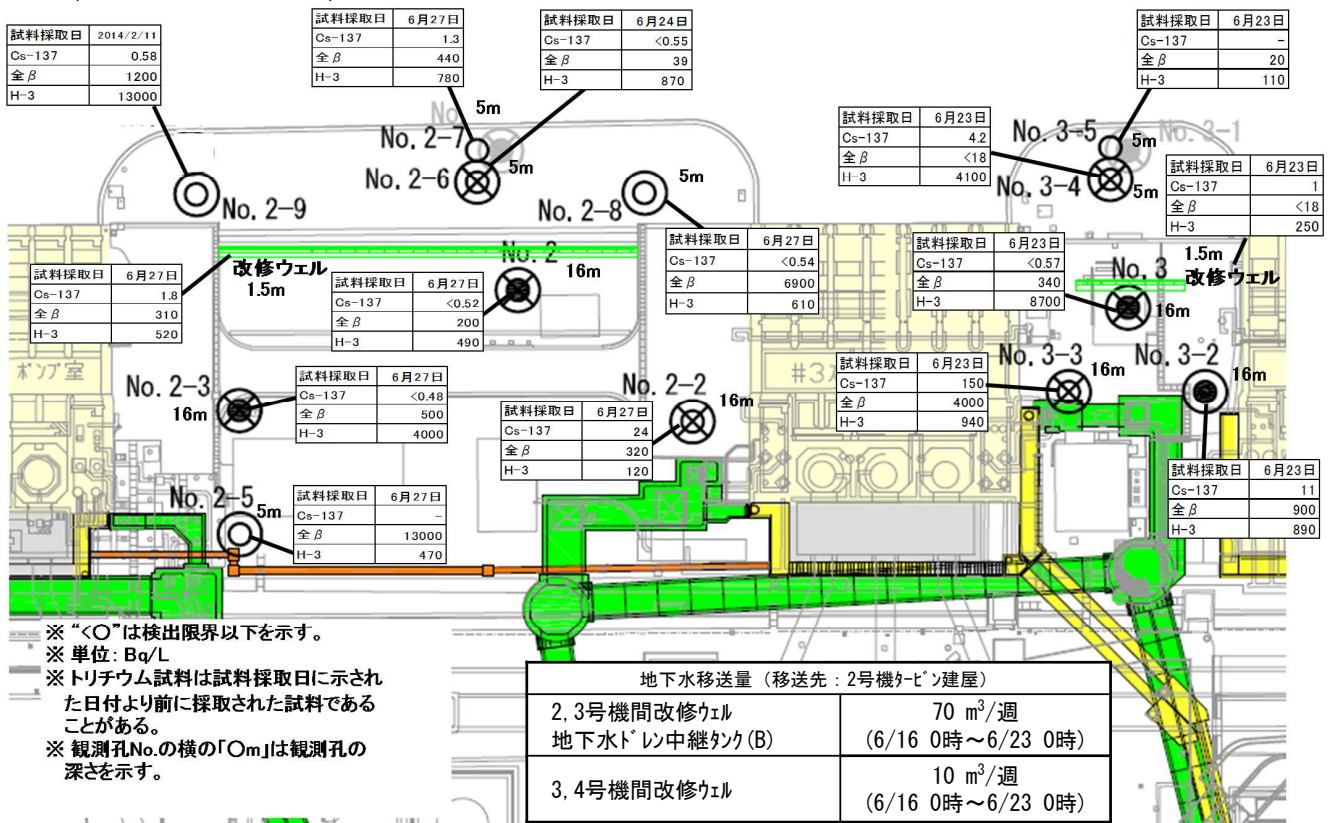 試料採取日 2014/2/11
Cs-137 0.58
全β 1200
H-3 13000
試料採取日 6月27日
Cs-137 1.3
全β 440
H-3 780
試料採取日 6月24日
Cs-137 <0.55
全β 39
H-3 870
試料採取日 6月23日
Cs-137 -
全β 20
H-3 110
試料採取日 6月23日
Cs-137 4.2
全β <18
H-3 4100
試料採取日 6月23日
Cs-137 1
全β <18
H-3 250
No
5m
No. 2-7
5m
No. 2-6
No. 2-9
5m
No. 2-8
No. 3-5
5m
No. 3-1
No. 3-4
5m
改修ウェル
1.5m
No. 2
16m
1.5m
改修ウェル
No. 3
16m
試料採取日 6月27日
Cs-137 1.8
全β 310
H-3 520
試料採取日 6月27日
Cs-137 <0.52
全β 200
H-3 490
試料採取日 6月27日
Cs-137 <0.54
全β 6900
H-3 610
試料採取日 6月23日
Cs-137 <0.57
全β 340
H-3 8700
ポンプ室
No. 2-3
16m
試料採取日 6月27日
Cs-137 <0.48
全β 500
H-3 4000
No. 2-2
16m
試料採取日 6月27日
Cs-137 24
全β 320
H-3 120
#3
試料採取日 6月23日
Cs-137 150
全β 4000
H-3 940
No. 3-3
16m
No. 3-2
16m
試料採取日 6月23日
Cs-137 11
全β 900
H-3 890
No. 2-5
5m
試料採取日 6月27日
Cs-137 -
全β 13000
H-3 470
※ “<○”は検出限界以下を示す。
※ 単位: Bq/L
※ トリチウム試料は試料採取日に示され
た日付より前に採取された試料である
ことがある。
※ 観測孔No.の横の「○m」は観測孔の
深さを示す。
地下水移送量（移送先：2号機ﾀｰﾋﾞﾝ建屋）
2,3号機間改修ｳｪﾙ
地下水ﾄﾞﾚﾝ中継ﾀﾝｸ(B)
70 m³/週
(6/16 0時～6/23 0時)
3,4号機間改修ｳｪﾙ
10 m³/週
(6/16 0時～6/23 0時)